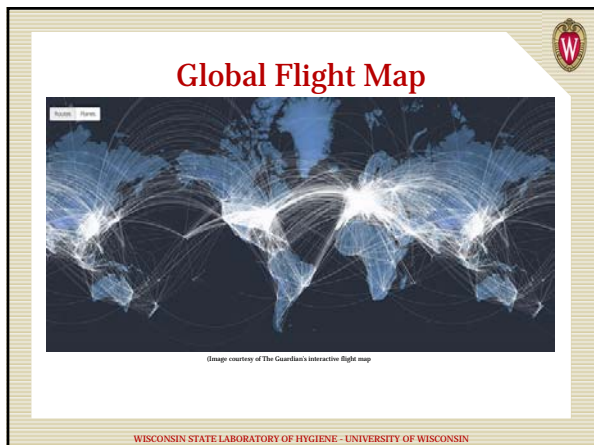 W
Global Flight Map
Routes Planes
(Image courtesy of The Guardian's interactive flight map
WISCONSIN STATE LABORATORY OF HYGIENE - UNIVERSITY OF WISCONSIN